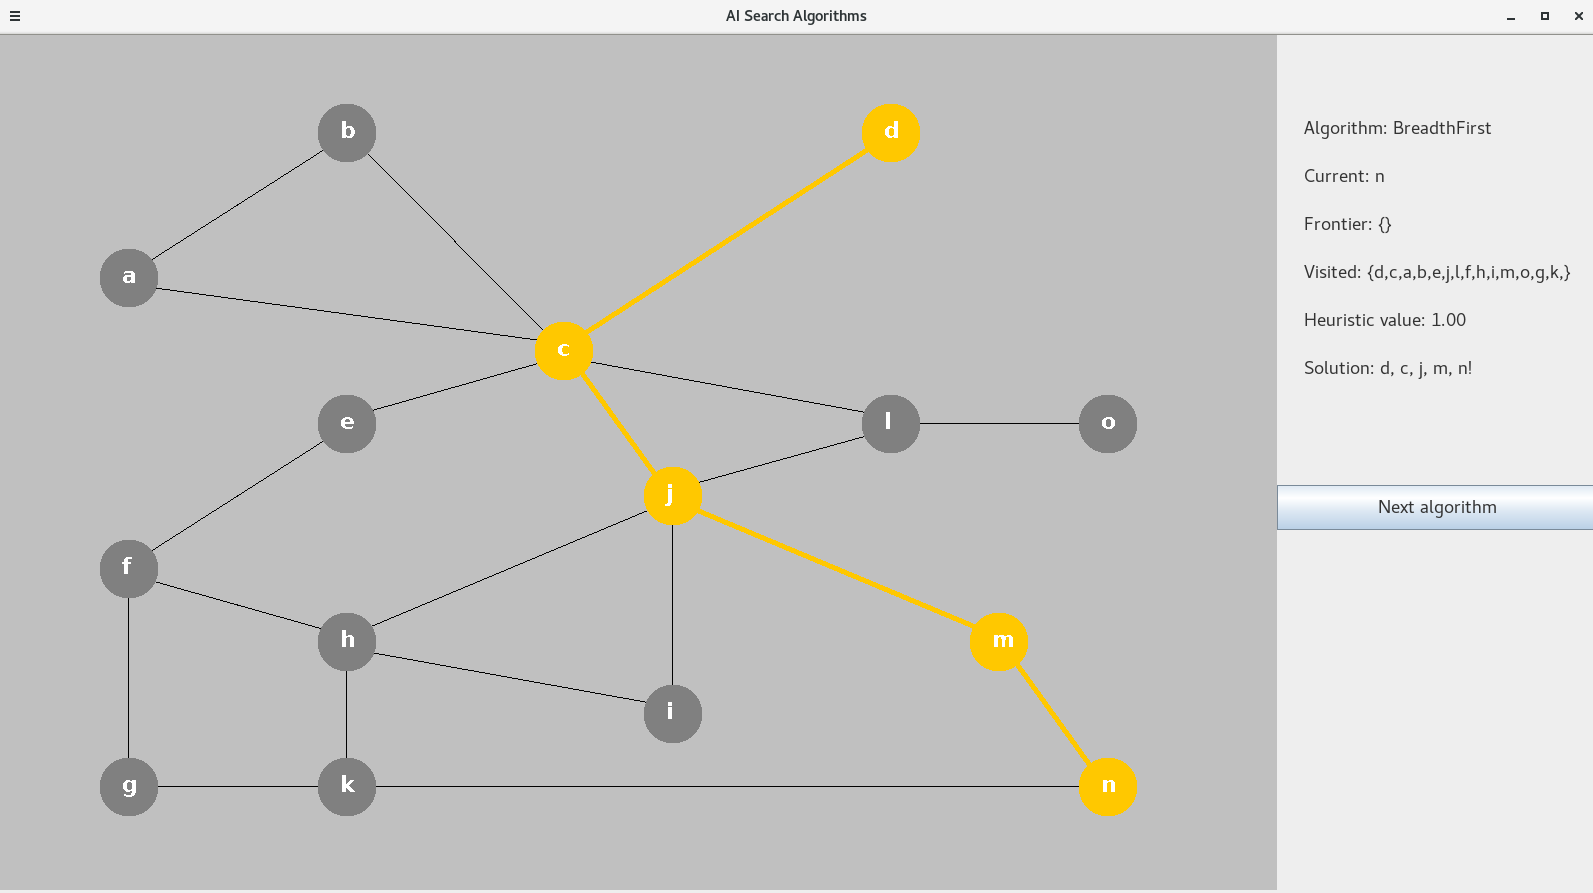 AI Search Algorithms
b
d
Algorithm: BreadthFirst
Current: n
Frontier: {}
a
Visited: {d,c,a,b,e,j,l,f,h,i,m,o,g,k,}
Heuristic value: 1.00
c
Solution: d, c, j, m, n!
e
l
o
j
Next algorithm
f
h
m
i
g
k
n